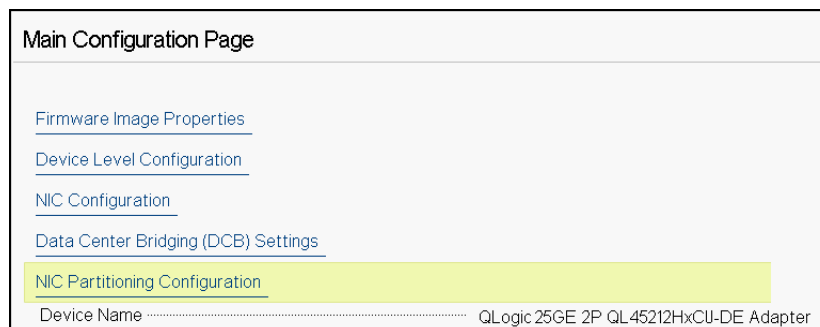 Main Configuration Page
Firmware Image Properties
Device Level Configuration
NIC Configuration
Data Center Bridging (DCB) Settings
NIC Partitioning Configuration
Device Name QLogic 25GE 2P QL45212HxCU-DE Adapter